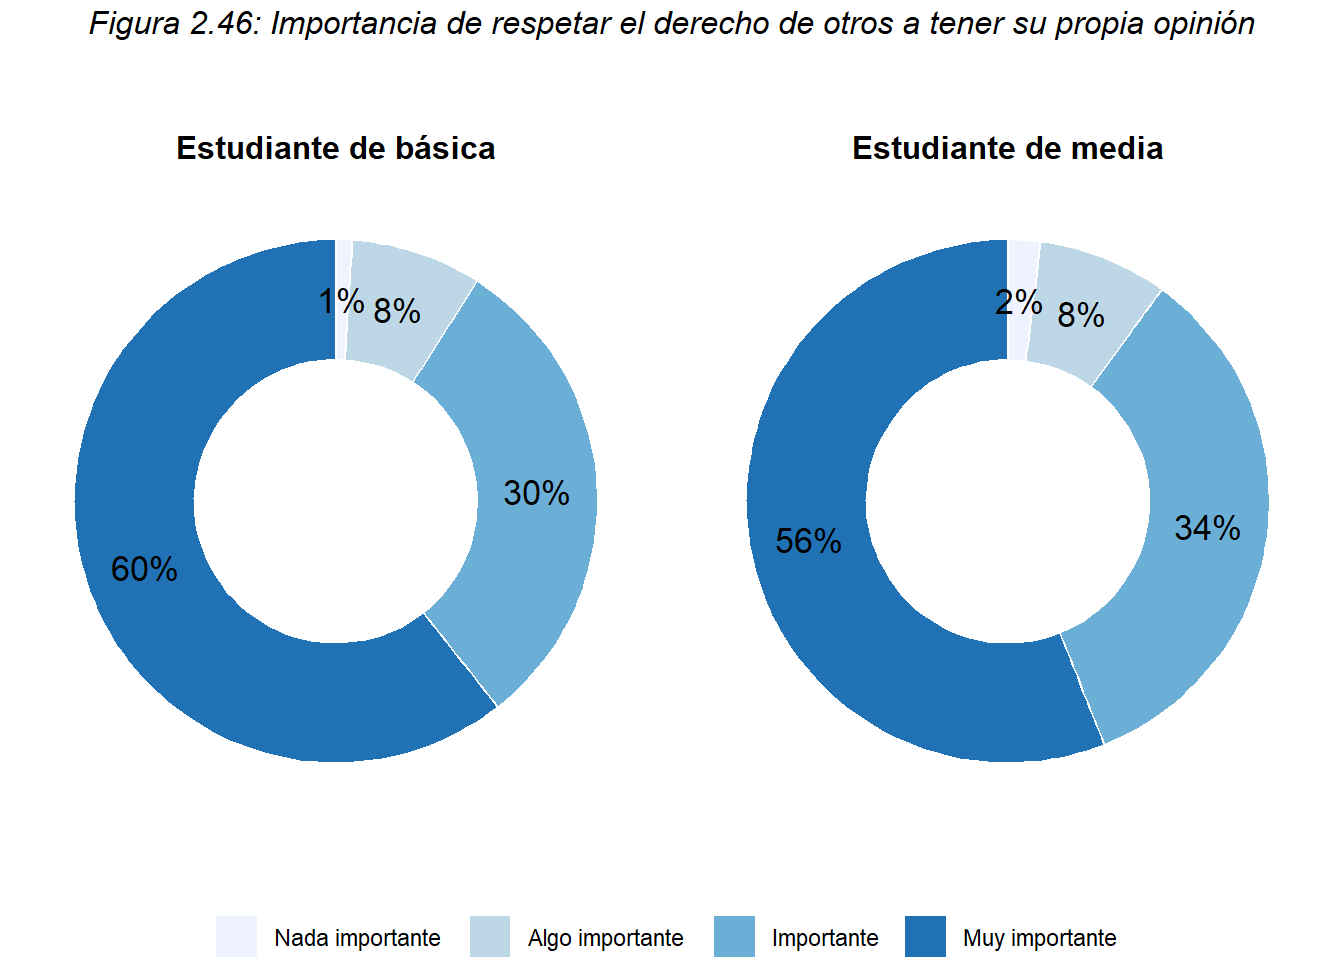 Figura 2.46: Importancia de respetar el derecho de otros a tener su propia opinión
Estudiante de básica
Estudiante de media
1%
8%
30%
60%
2%
8%
34%
56%
Nada importante
Algo importante
Importante
Muy importante